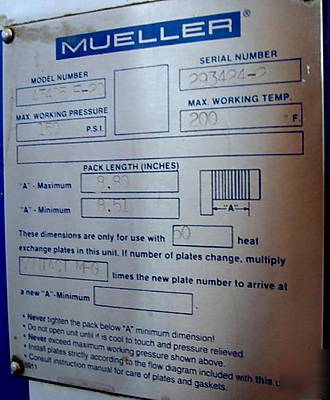 MUELLER®
MODEL NUMBER
SERIAL NUMBER
293424-2
MAX. WORKING PRESSURE
P.S.I.
MAX. WORKING TEMP.
200 °F.
PACK LENGTH (INCHES)
"A" - Maximum
"A" - Minimum 8.51
"A"
These dimensions are only for use with 60 heat
exchange plates in this unit. If number of plates change, multiply
times the new plate number to arrive at
a new "A"-Minimum
• Never tighten the pack below "A" minimum dimension!
• Do not open unit until it is cool to touch and pressure relieved.
• Never exceed maximum working pressure shown above.
• Install plates strictly according to the flow diagram included with this
• Consult instruction manual for care of plates and gaskets.